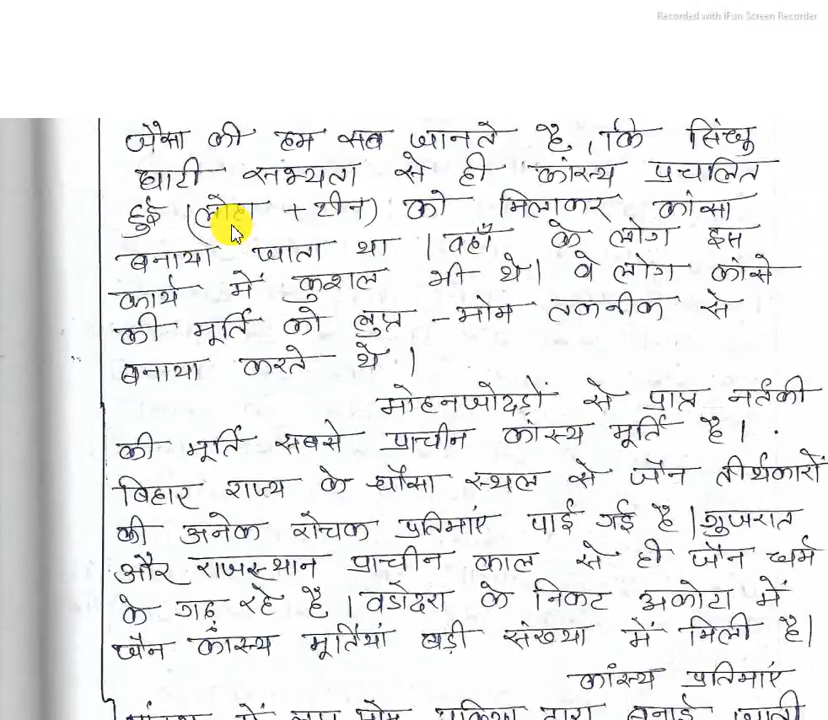 Recorded with iFun Screen Recorder
जैसा की हम सब जानते है, कि सिंधु
घाटी सभ्यता से ही कांस्य प्रचलित
हुई (लोहा + टीन) को मिलाकर कांसा
बनाया जाता था । वहाँ के लोग इस
कार्य में कुशल भी थे। वे लोग कांसे
की मूर्ति को लुप्त - मोम तकनीक से
बनाया करते थे ।
मोहनजोदड़ों से प्राप्त नर्तकी
की मूर्ति सबसे प्राचीन कांस्य मूर्ति है ।
बिहार राज्य के चौसा स्थल से जैन तीर्थकारों
की अनेक रोचक प्रतिमाएं पाई गई है । गुजरात
और राजस्थान प्राचीन काल से ही जैन धर्म
के गढ़ रहे है । वडोदरा के निकट अकोटा में
जैन कांस्य मूर्तियां बड़ी संख्या में मिली है।
कांस्य प्रतिमाएं